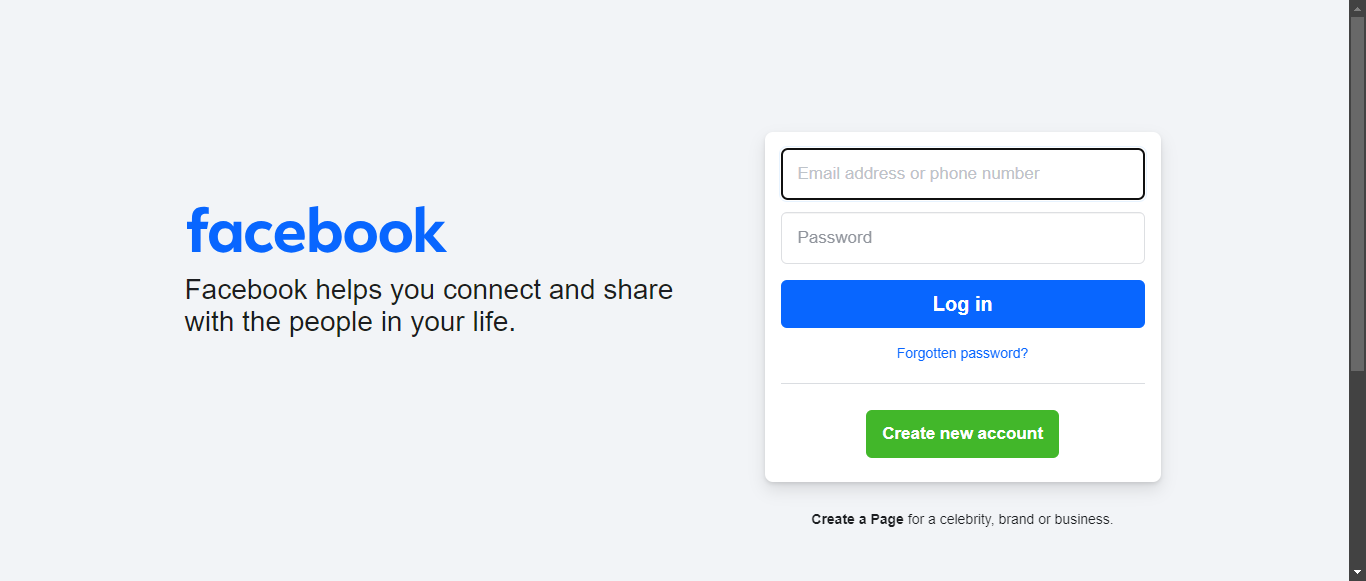 facebook
Facebook helps you connect and share
with the people in your life.
Email address or phone number
Password
Log in
Forgotten password?
Create new account
Create a Page for a celebrity, brand or business.